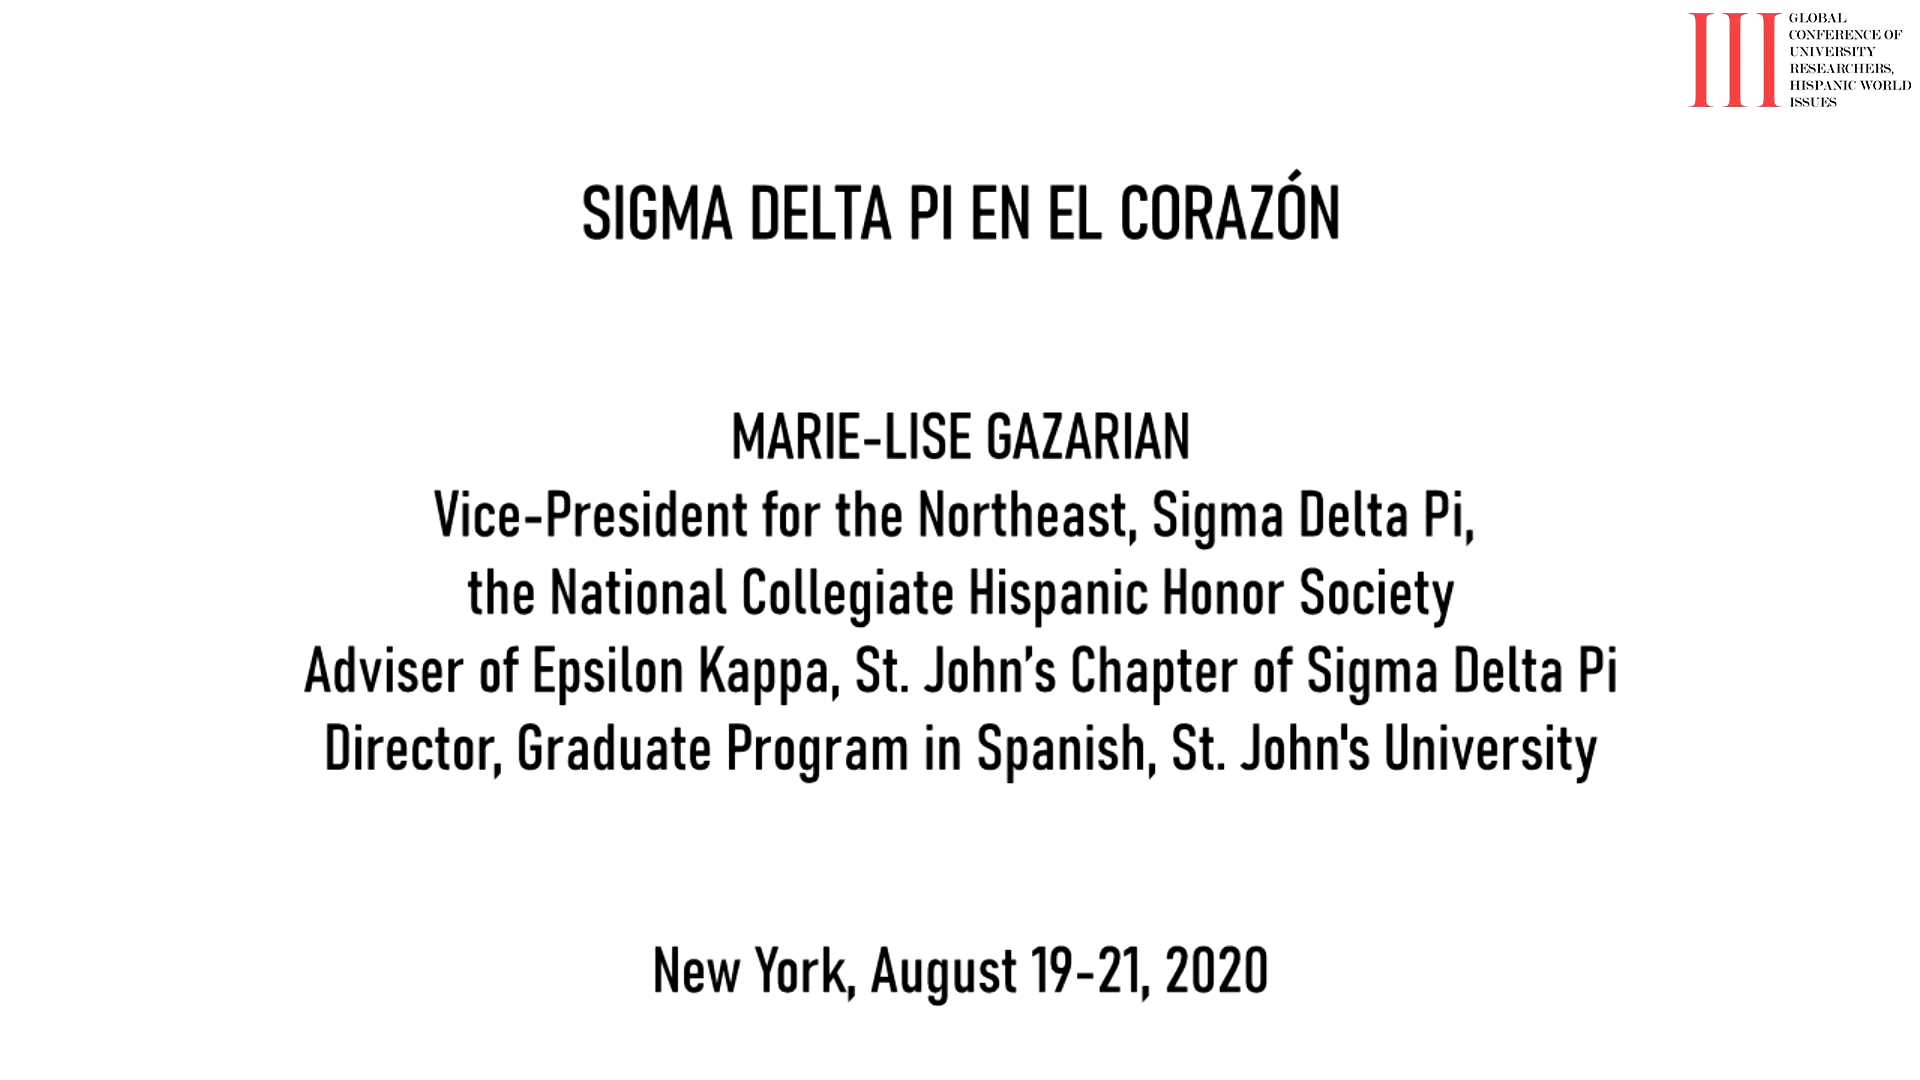 III
GLOBAL
CONFERENCE OF
UNIVERSITY
RESEARCHERS,
HISPANIC WORLD
ISSUES
SIGMA DELTA PI EN EL CORAZÓN
MARIE-LISE GAZARIAN
Vice-President for the Northeast, Sigma Delta Pi,
the National Collegiate Hispanic Honor Society
Adviser of Epsilon Kappa, St. John’s Chapter of Sigma Delta Pi
Director, Graduate Program in Spanish, St. John's University
New York, August 19-21, 2020